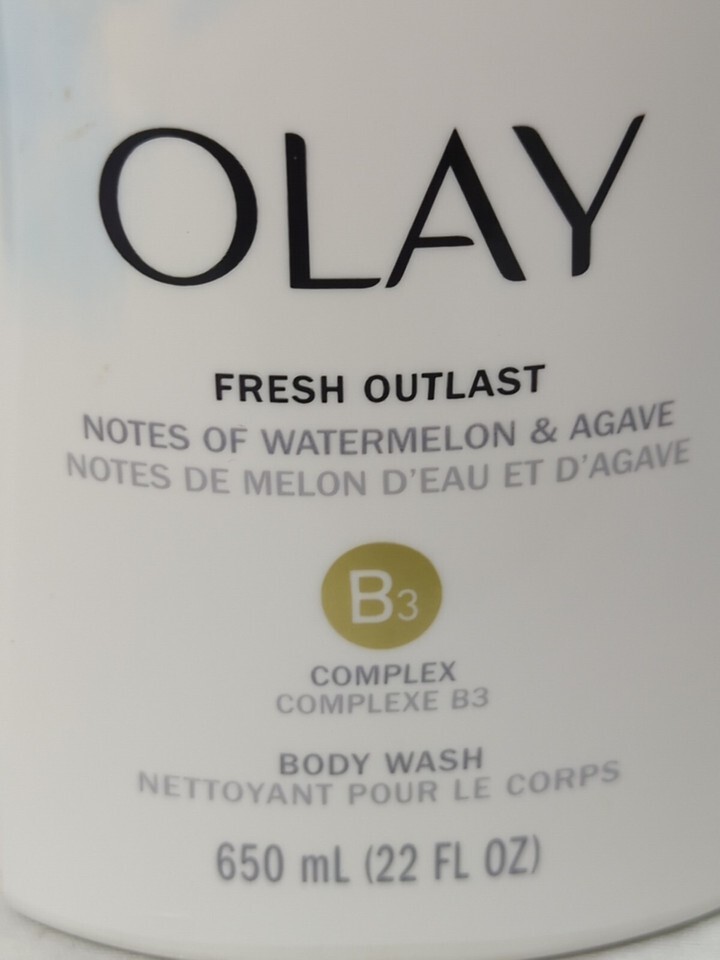 OLAY
FRESH OUTLAST
NOTES OF WATERMELON & AGAVE
NOTES DE MELON D'EAU ET D'AGAVE
B3
COMPLEX
COMPLEXE B3
BODY WASH
NETTOYANT POUR LE CORPS
650 mL (22 FL OZ)